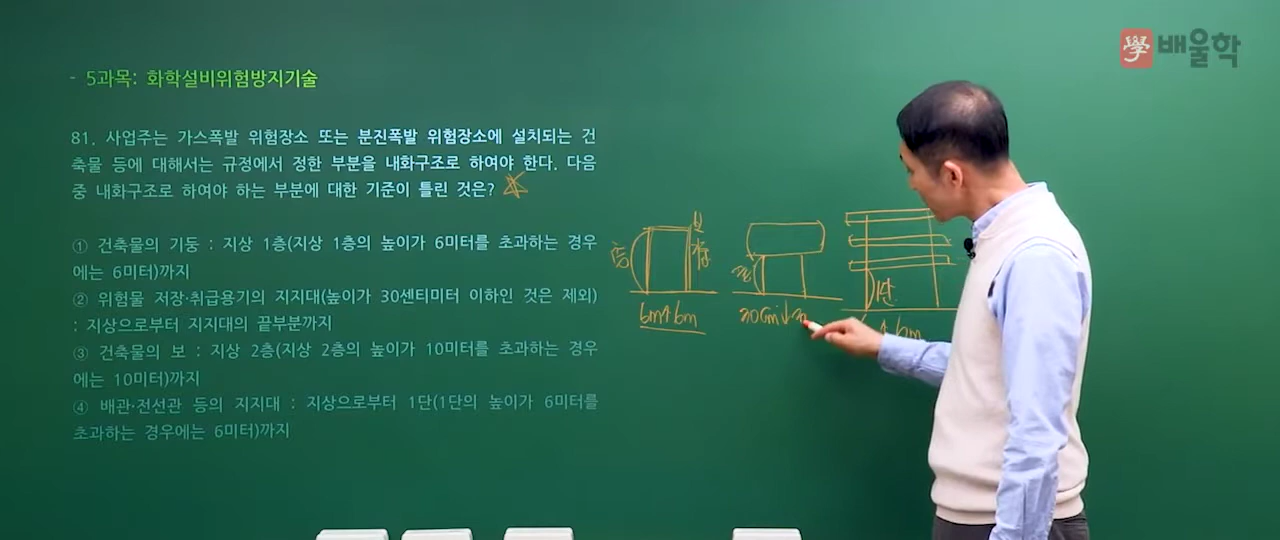 學 배울학
- 5과목: 화학설비위험방지기술
81. 사업주는 가스폭발 위험장소 또는 분진폭발 위험장소에 설치되는 건
축물 등에 대해서는 규정에서 정한 부분을 내화구조로 하여야 한다. 다음
중 내화구조로 하여야 하는 부분에 대한 기준이 틀린 것은?
① 건축물의 기둥 : 지상 1층(지상 1층의 높이가 6미터를 초과하는 경우
에는 6미터)까지
② 위험물 저장·취급용기의 지지대(높이가 30센티미터 이하인 것은 제외)
: 지상으로부터 지지대의 끝부분까지
③ 건축물의 보 : 지상 2층(지상 2층의 높이가 10미터를 초과하는 경우
에는 10미터)까지
④ 배관·전선관 등의 지지대 : 지상으로부터 1단(1단의 높이가 6미터를
초과하는 경우에는 6미터)까지
보
1단
6m↑ 6m
30cm↓
↑ 6m